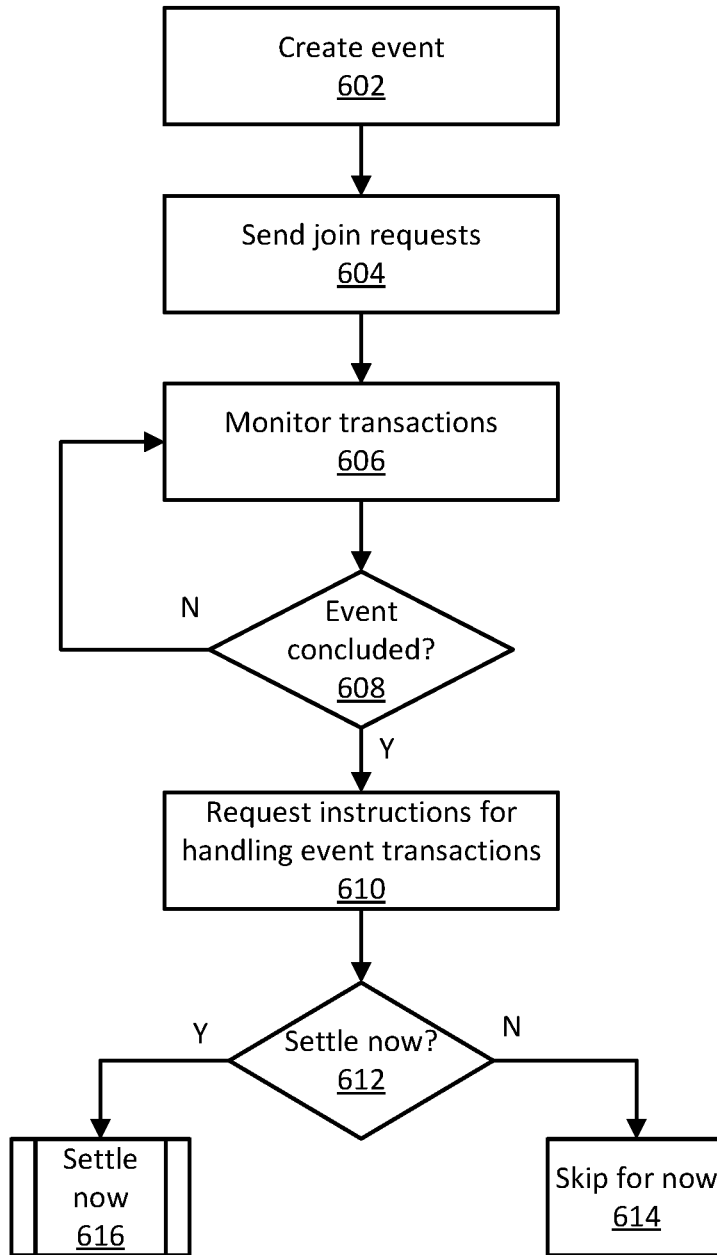 Create event
602
Send join requests
604
Monitor transactions
606
N
Event
concluded?
608
Y
Request instructions for
handling event transactions
610
Y
N
Settle now?
612
Settle
now
616
Skip for now
614